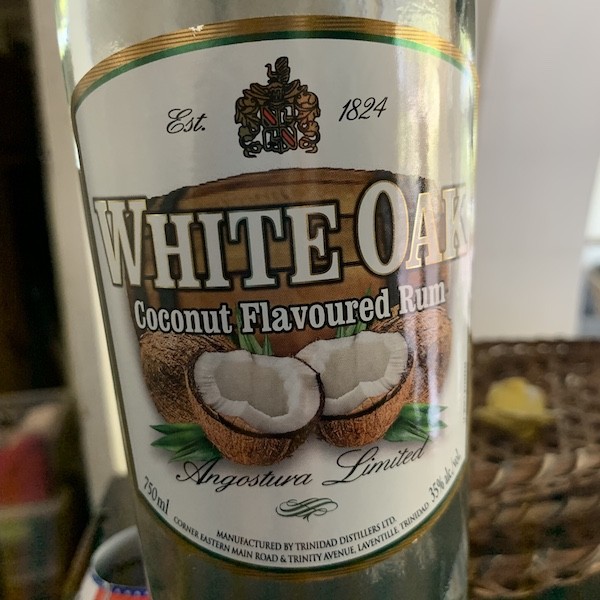 Est. 1824
WHITE OAK
Coconut Flavoured Rum
Angostura Limited
750ml
35% alc/vol
MANUFACTURED BY TRINIDAD DISTILLERS LTD.
CORNER EASTERN MAIN ROAD & TRINITY AVENUE, LAVENTILLE, TRINIDAD